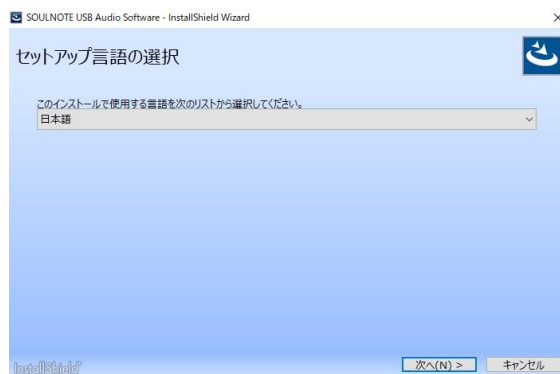 SOULNOTE USB Audio Software - InstallShield Wizard
セットアップ言語の選択
このインストールで使用する言語を次のリストから選択してください。
日本語
InstallShield
次へ(N) >
キャンセル